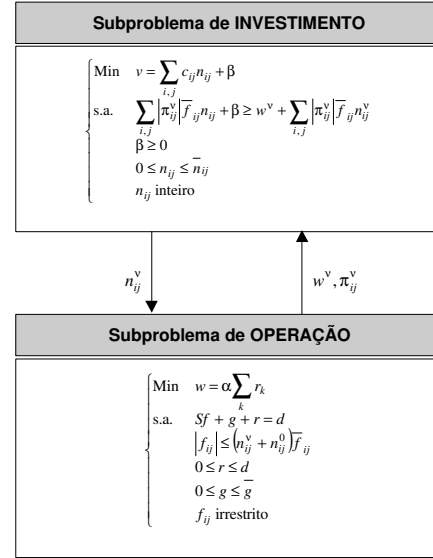 Subproblema de INVESTIMENTO
Min v = ∑_{i,j} c_{ij} n_{ij} + β
s.a. ∑_{i,j} |π_{ij}^ν| f̅_{ij} n_{ij} + β ≥ w^ν + ∑_{i,j} |π_{ij}^ν| f̅_{ij} n_{ij}^ν
β ≥ 0
0 ≤ n_{ij} ≤ n̅_{ij}
n_{ij} inteiro
n_{ij}^ν w^ν, π_{ij}^ν
Subproblema de OPERAÇÃO
Min w = α ∑_k r_k
s.a. Sf + g + r = d
|f_{ij}| ≤ (n_{ij}^ν + n_{ij}^0) f̅_{ij}
0 ≤ r ≤ d
0 ≤ g ≤ g̅
f_{ij} irrestrito